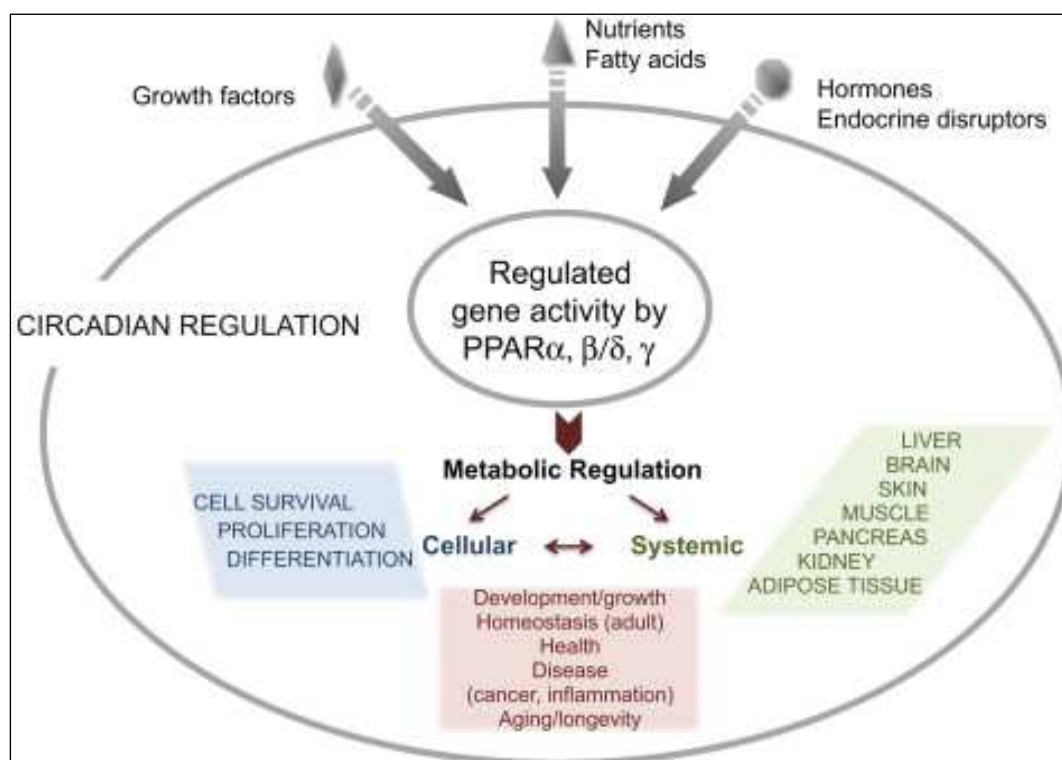 Nutrients
Fatty acids
Growth factors
Hormones
Endocrine disruptors
Regulated
gene activity by
PPARα, β/δ, γ
CIRCADIAN REGULATION
Metabolic Regulation
CELL SURVIVAL
PROLIFERATION
DIFFERENTIATION
Cellular
Systemic
LIVER
BRAIN
SKIN
MUSCLE
PANCREAS
KIDNEY
ADIPOSE TISSUE
Development/growth
Homeostasis (adult)
Health
Disease
(cancer, inflammation)
Aging/longevity